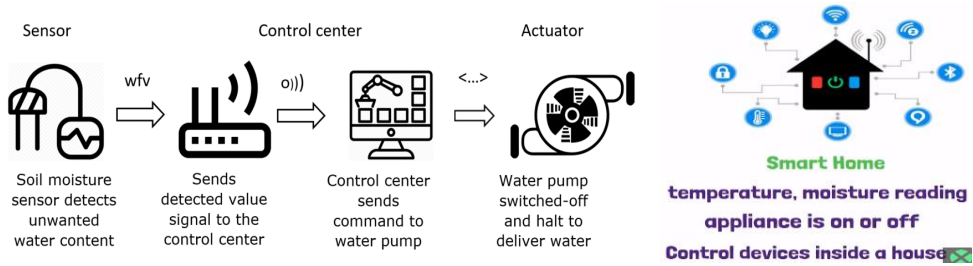 Sensor
Control center
Actuator
wfv
o)))
<...>
Soil moisture
sensor detects
unwanted
water content
Sends
detected value
signal to the
control center
Control center
sends
command to
water pump
Water pump
switched-off
and halt to
deliver water
Smart Home
temperature, moisture reading
appliance is on or off
Control devices inside a house